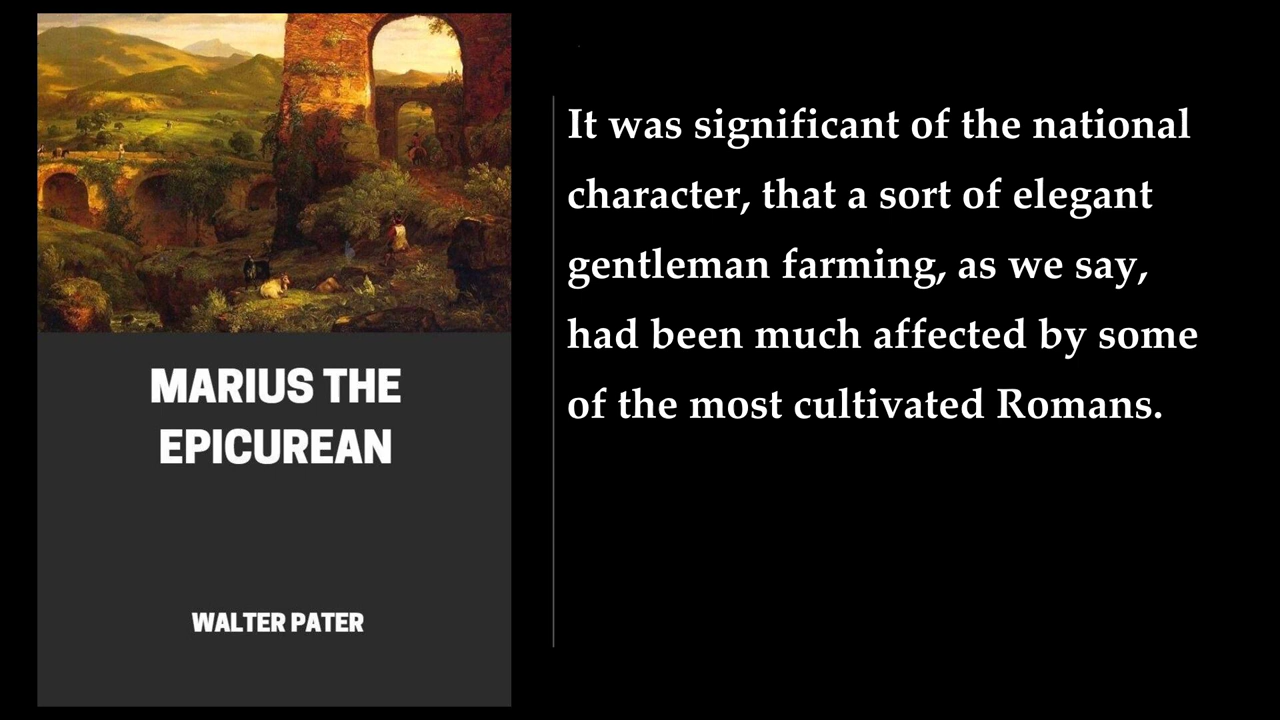 MARIUS THE
EPICUREAN
WALTER PATER
It was significant of the national
character, that a sort of elegant
gentleman farming, as we say,
had been much affected by some
of the most cultivated Romans.